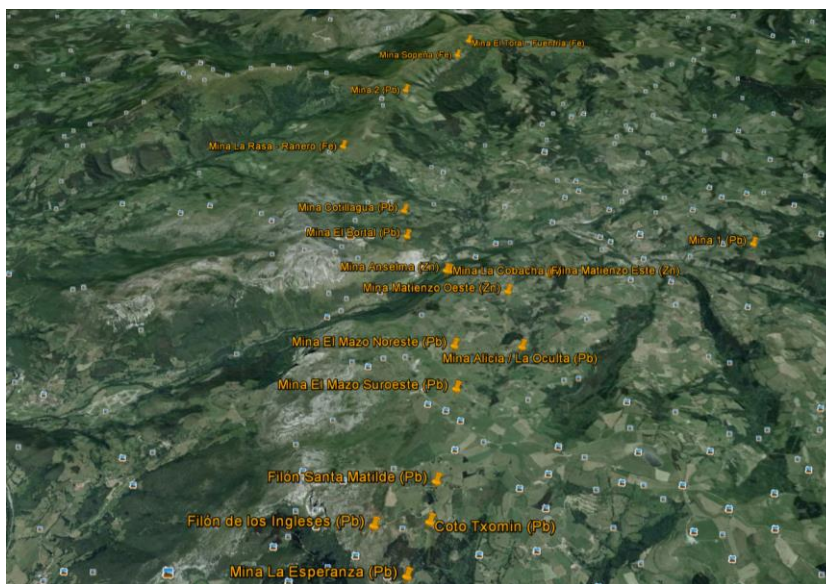 Mina El Toral - Fuenfría (Fe)
Mina Sopeña (Fe)
Mina 2 (Pb)
Mina La Rasa - Ranero (Fe)
Mina Cotillagua (Pb)
Mina El Bortal (Pb)
Mina 1 (Pb)
Mina Anselma (Zn)
Mina La Cobacha (F)
Mina Matienzo Este (Zn)
Mina Matienzo Oeste (Zn)
Mina El Mazo Noreste (Pb)
Mina Alicia / La Oculta (Pb)
Mina El Mazo Suroeste (Pb)
Filón Santa Matilde (Pb)
Filón de los Ingleses (Pb)
Coto Txomin (Pb)
Mina La Esperanza (Pb)